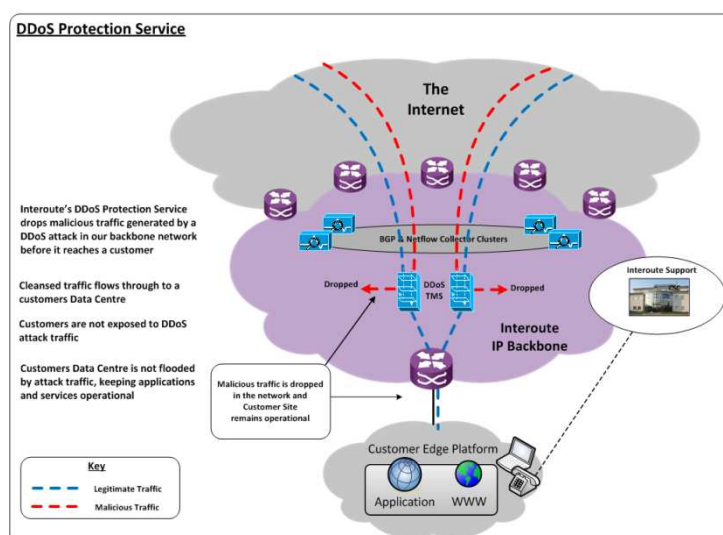 DDoS Protection Service
The
Internet
Interoute's DDoS Protection Service
drops malicious traffic generated by a
DDoS attack in our backbone network
before it reaches a customer
BGP & Netflow Collector Clusters
Cleansed traffic flows through to a
customers Data Centre
Customers are not exposed to DDoS
attack traffic
Customers Data Centre is not flooded
by attack traffic, keeping applications
and services operational
Dropped
DDoS
TMS
Dropped
Interoute Support
Interoute
IP Backbone
Malicious traffic is dropped
in the network and
Customer Site
remains operational
Customer Edge Platform
Application
WWW
Key
Legitimate Traffic
Malicious Traffic